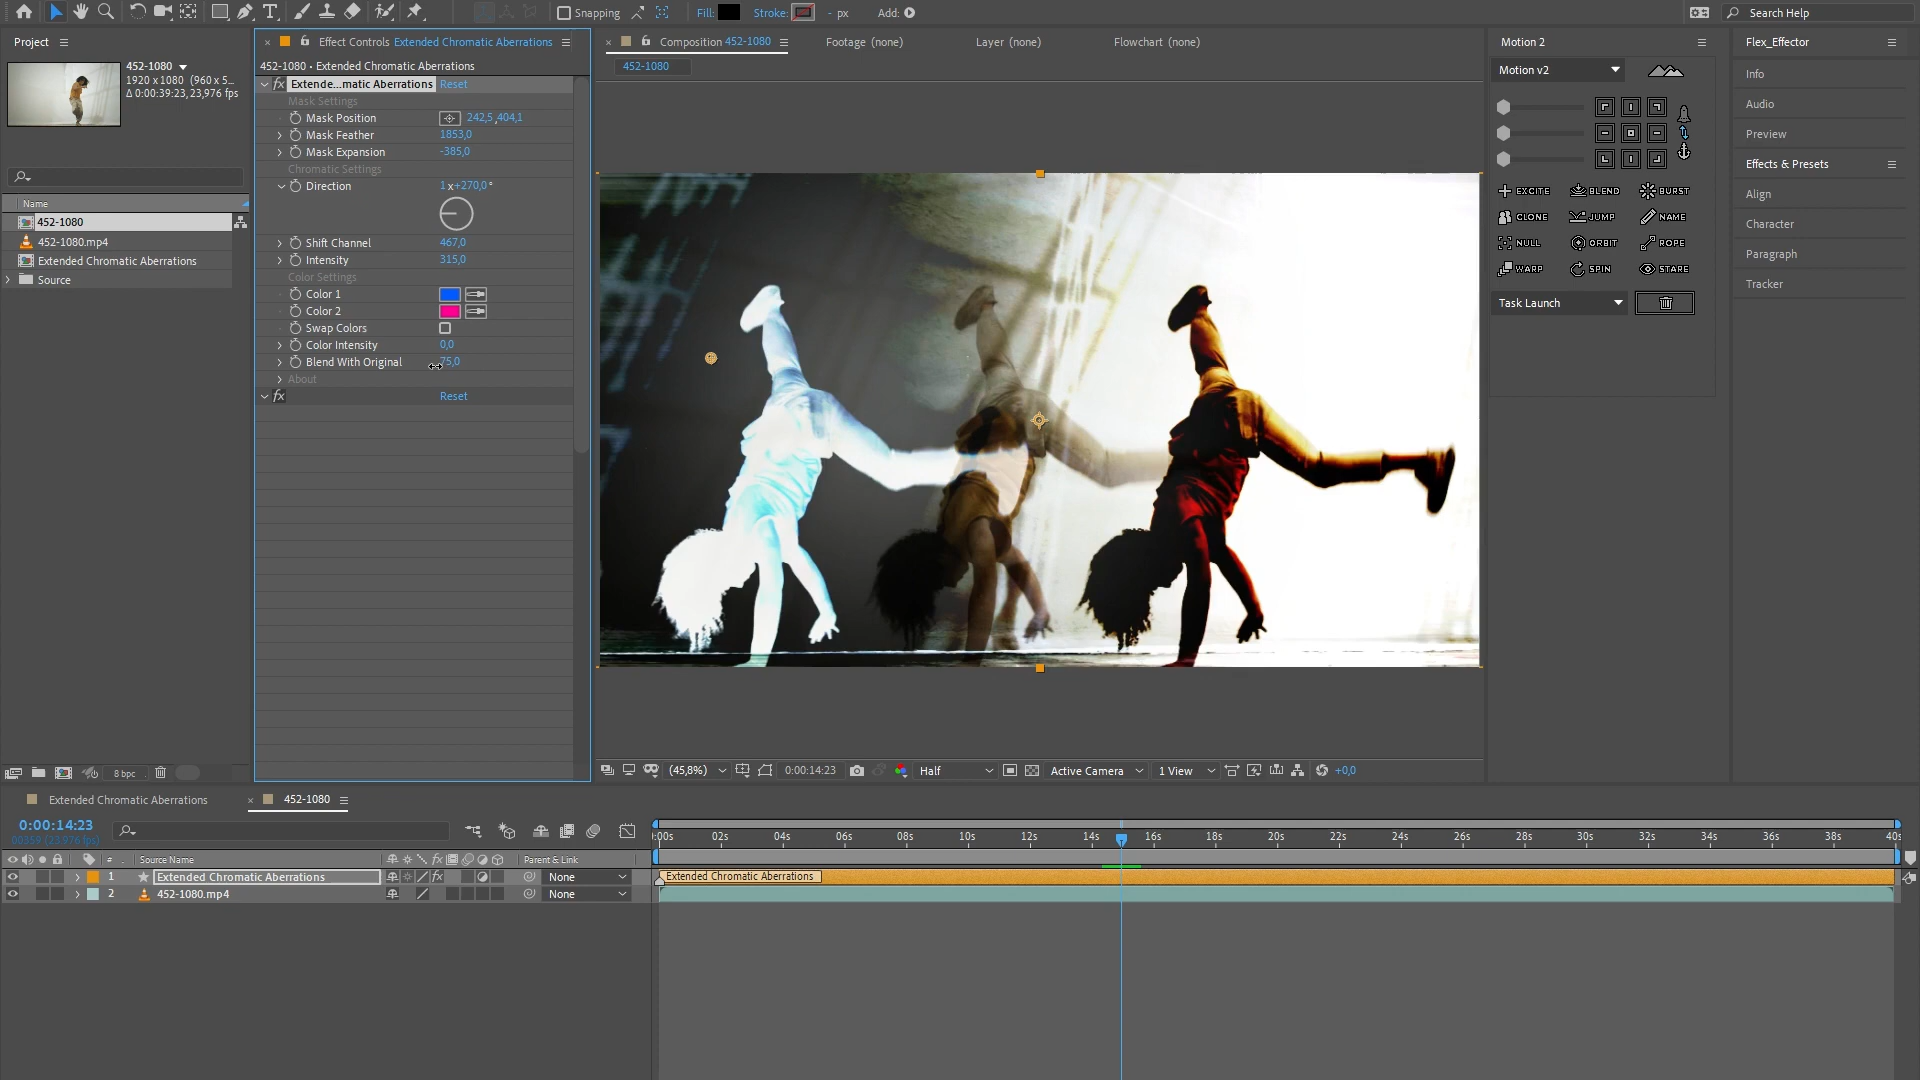 Snapping
Fill:
Stroke:
- px
Add:
Search Help
Project
452-1080
1920 x 1080 (960 x 5...
Δ 0:00:39:23, 23,976 fps)
Name
452-1080
452-1080.mp4
Extended Chromatic Aberrations
Source
8 bpc
Effect Controls Extended Chromatic Aberrations
452-1080 • Extended Chromatic Aberrations
Extende...matic Aberrations Reset
Mask Settings
Mask Position 242,5,404,1
Mask Feather 1853,0
Mask Expansion -385,0
Chromatic Settings
Direction 1x+270,0°
Shift Channel 467,0
Intensity 315,0
Color Settings
Color 1
Color 2
Swap Colors
Color Intensity 0,0
Blend With Original 75,0
About
fx Reset
Composition 452-1080
Footage (none)
Layer (none)
Flowchart (none)
452-1080
(45,8%)
0:00:14:23
Half
Active Camera
1 View
+0,0
Motion 2
Motion v2
EXCITE BLEND BURST
CLONE JUMP NAME
NULL ORBIT ROPE
WARP SPIN STARE
Task Launch
Flex_Effector
Info
Audio
Preview
Effects & Presets
Align
Character
Paragraph
Tracker
Extended Chromatic Aberrations
452-1080
0:00:14:23
00359 (23.976 fps)
# Source Name
Parent & Link
1 Extended Chromatic Aberrations None
2 452-1080.mp4 None
:00s 02s 04s 06s 08s 10s 12s 14s 16s 18s 20s 22s 24s 26s 28s 30s 32s 34s 36s 38s 40s
Extended Chromatic Aberrations